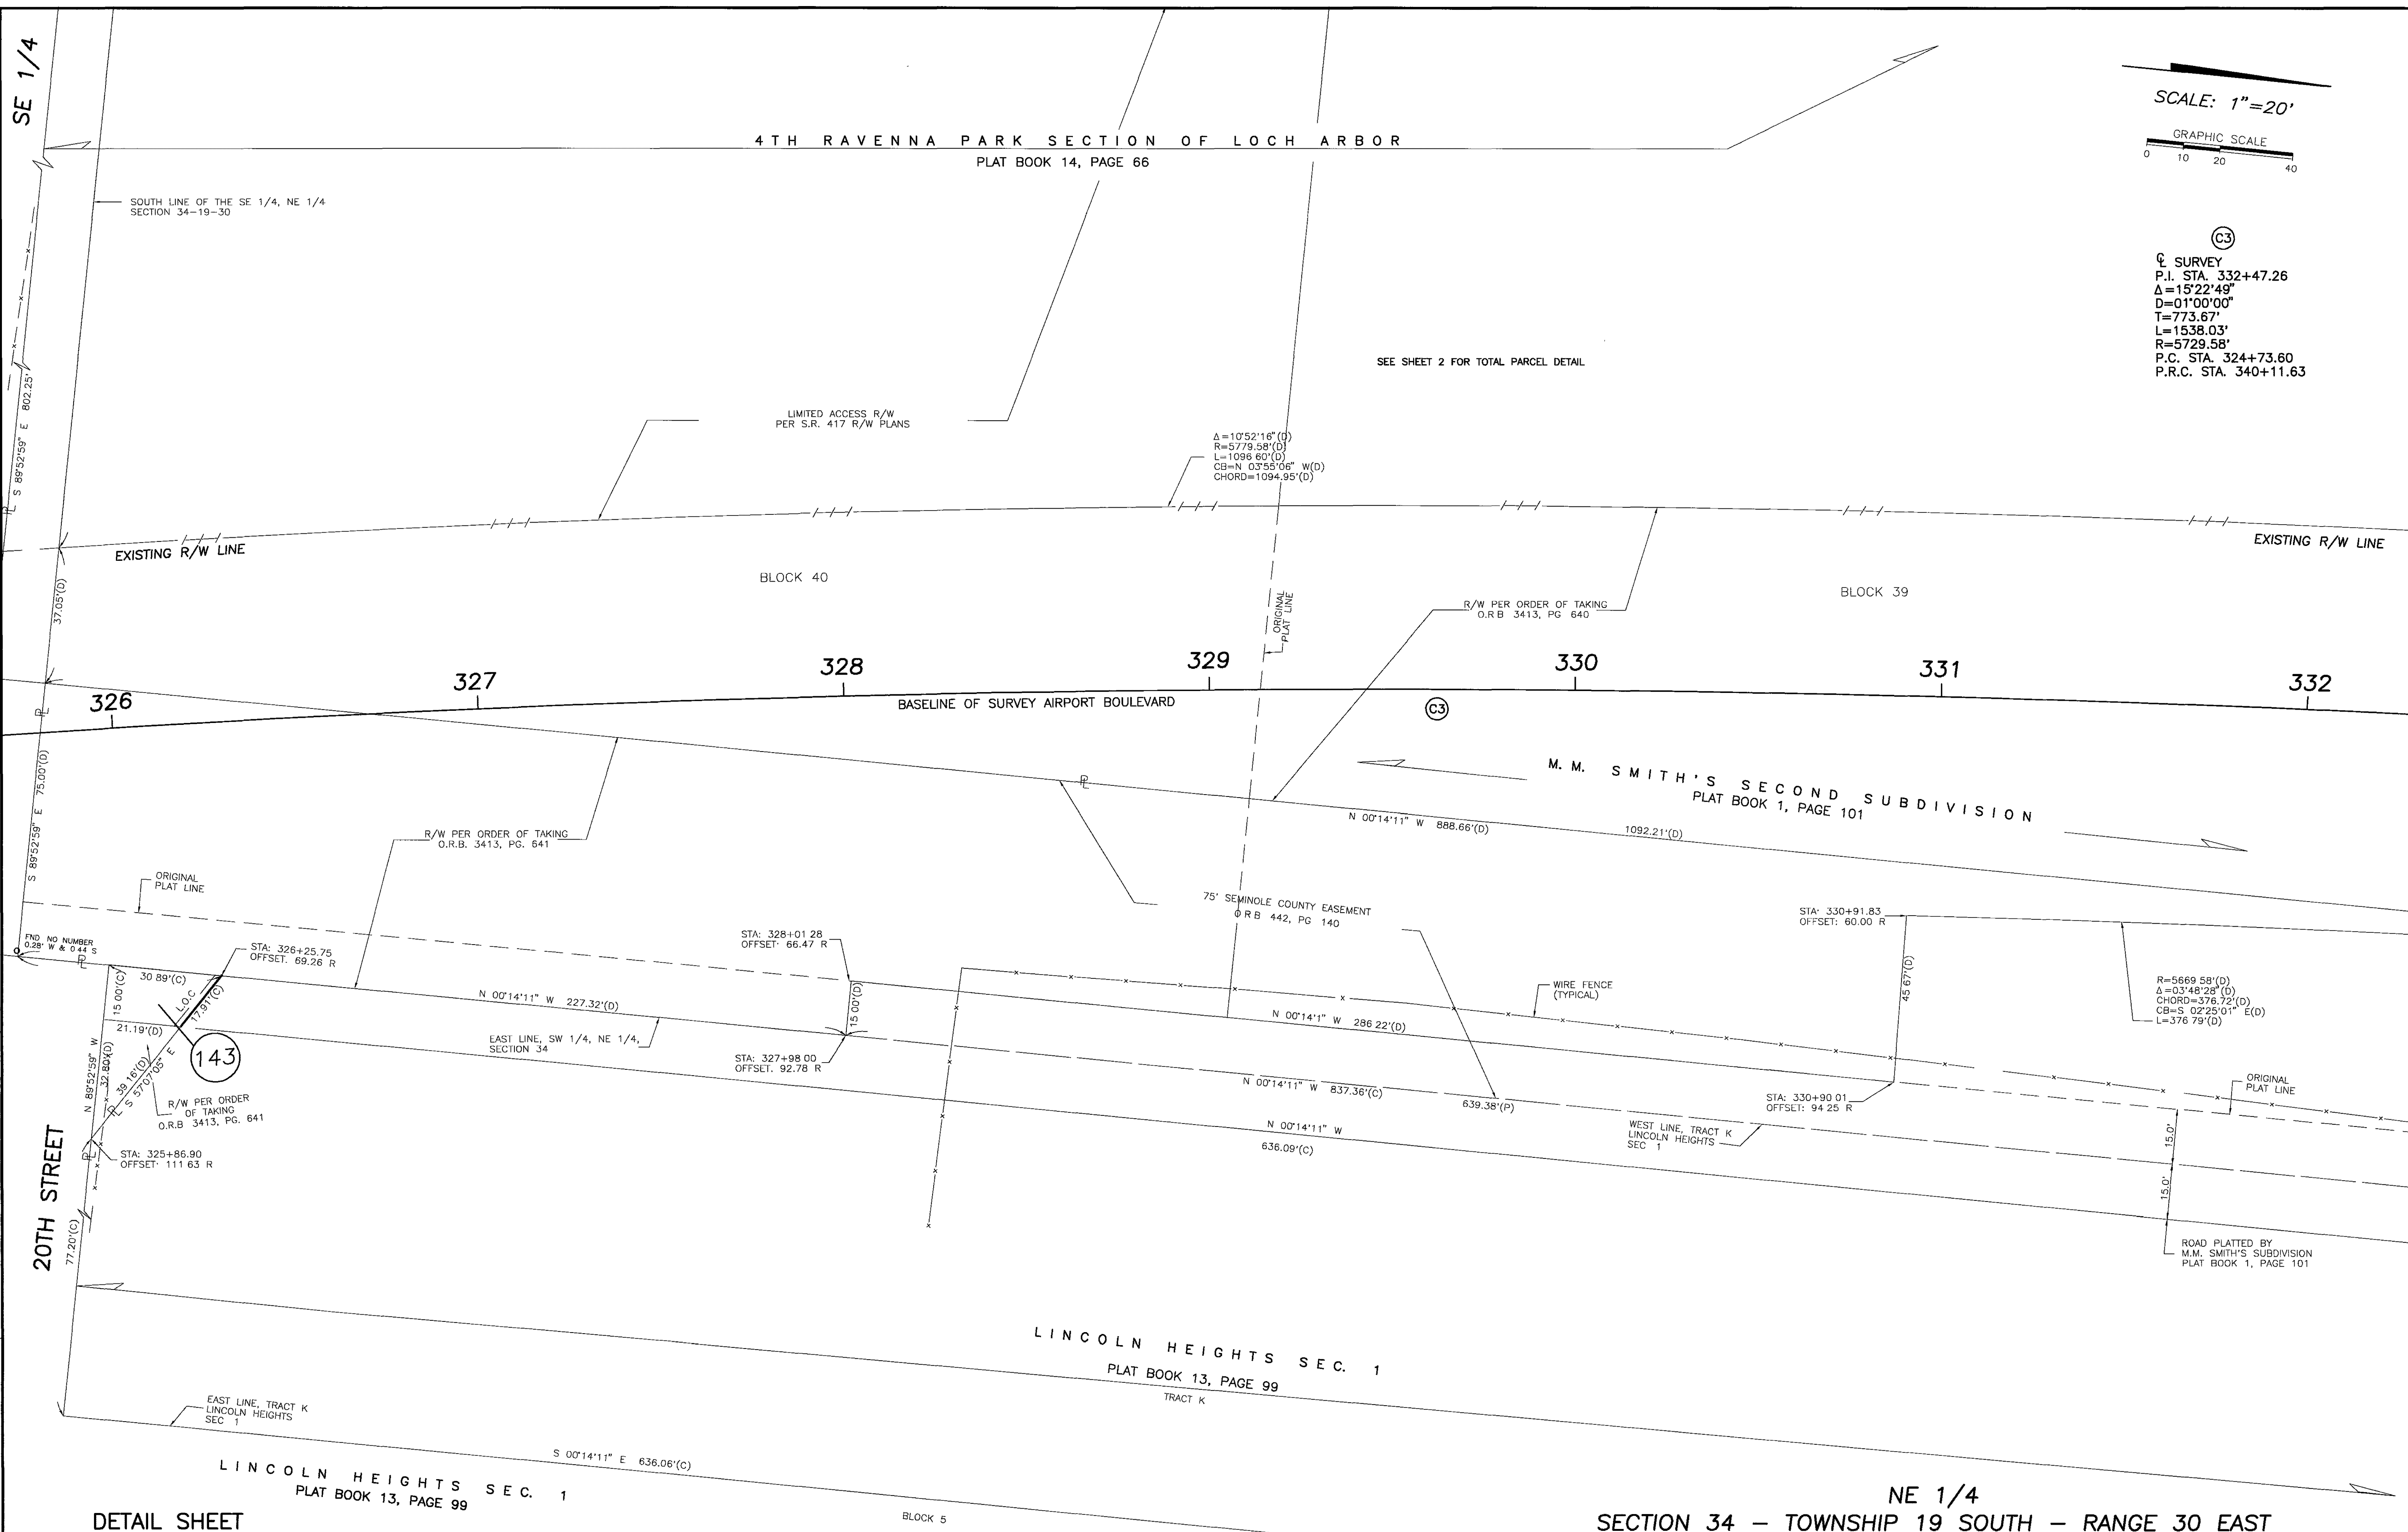 SE 1/4
SCALE: 1"=20'
GRAPHIC SCALE
0 10 20 40
4TH RAVENNA PARK SECTION OF LOCH ARBOR
PLAT BOOK 14, PAGE 66
SOUTH LINE OF THE SE 1/4, NE 1/4
SECTION 34-19-30
C3
℄ SURVEY
P.I. STA. 332+47.26
Δ=15°22'49"
D=01°00'00"
T=773.67'
L=1538.03'
R=5729.58'
P.C. STA. 324+73.60
P.R.C. STA. 340+11.63
SEE SHEET 2 FOR TOTAL PARCEL DETAIL
S 89°52'59" E 802.25'
LIMITED ACCESS R/W
PER S.R. 417 R/W PLANS
Δ=10°52'16"(D)
R=5779.58'(D)
L=1096 60'(D)
CB=N 03°55'06" W(D)
CHORD=1094.95'(D)
PL
EXISTING R/W LINE
EXISTING R/W LINE
37.05'(D)
BLOCK 40
BLOCK 39
ORIGINAL
PLAT LINE
R/W PER ORDER OF TAKING
O.R.B 3413, PG 640
326
327
328
329
330
331
332
BASELINE OF SURVEY AIRPORT BOULEVARD
C3
PL
S 89°52'59" E 75.00'(D)
PL
M.M. SMITH'S SECOND SUBDIVISION
PLAT BOOK 1, PAGE 101
N 00°14'11" W 888.66'(D)
1092.21'(D)
R/W PER ORDER OF TAKING
O.R.B. 3413, PG. 641
ORIGINAL
PLAT LINE
75' SEMINOLE COUNTY EASEMENT
O R B 442, PG 140
STA: 330+91.83
OFFSET: 60.00 R
FND NO NUMBER
0.28' W & 0 44 S
PL
STA: 326+25.75
OFFSET. 69.26 R
STA: 328+01 28
OFFSET: 66.47 R
30 89'(C)
15 00'(C)
L.O.C
17.91'(C)
N 00°14'11" W 227.32'(D)
15 00'(D)
WIRE FENCE
(TYPICAL)
45 67'(D)
R=5669 58'(D)
Δ=03°48'28"(D)
CHORD=376.72'(D)
CB=S 02°25'01" E(D)
L=376 79'(D)
21.19'(D)
143
EAST LINE, SW 1/4, NE 1/4,
SECTION 34
STA: 327+98 00
OFFSET. 92.78 R
N 00°14'1" W 286 22'(D)
N 89°52'59" W
32.80'(D)
39 16'(D)
S 57°07'05" E
PL
R/W PER ORDER
OF TAKING
O.R.B 3413, PG. 641
N 00°14'11" W 837.36'(C)
639.38'(P)
STA: 330+90 01
OFFSET: 94 25 R
ORIGINAL
PLAT LINE
PL
STA: 325+86.90
OFFSET: 111 63 R
N 00°14'11" W
636.09'(C)
WEST LINE, TRACT K
LINCOLN HEIGHTS
SEC 1
15.0'
15.0'
20TH STREET
77.20'(C)
ROAD PLATTED BY
M.M. SMITH'S SUBDIVISION
PLAT BOOK 1, PAGE 101
LINCOLN HEIGHTS SEC. 1
PLAT BOOK 13, PAGE 99
TRACT K
EAST LINE, TRACT K
LINCOLN HEIGHTS
SEC 1
S 00°14'11" E 636.06'(C)
LINCOLN HEIGHTS SEC. 1
PLAT BOOK 13, PAGE 99
BLOCK 5
DETAIL SHEET
NE 1/4
SECTION 34 – TOWNSHIP 19 SOUTH – RANGE 30 EAST